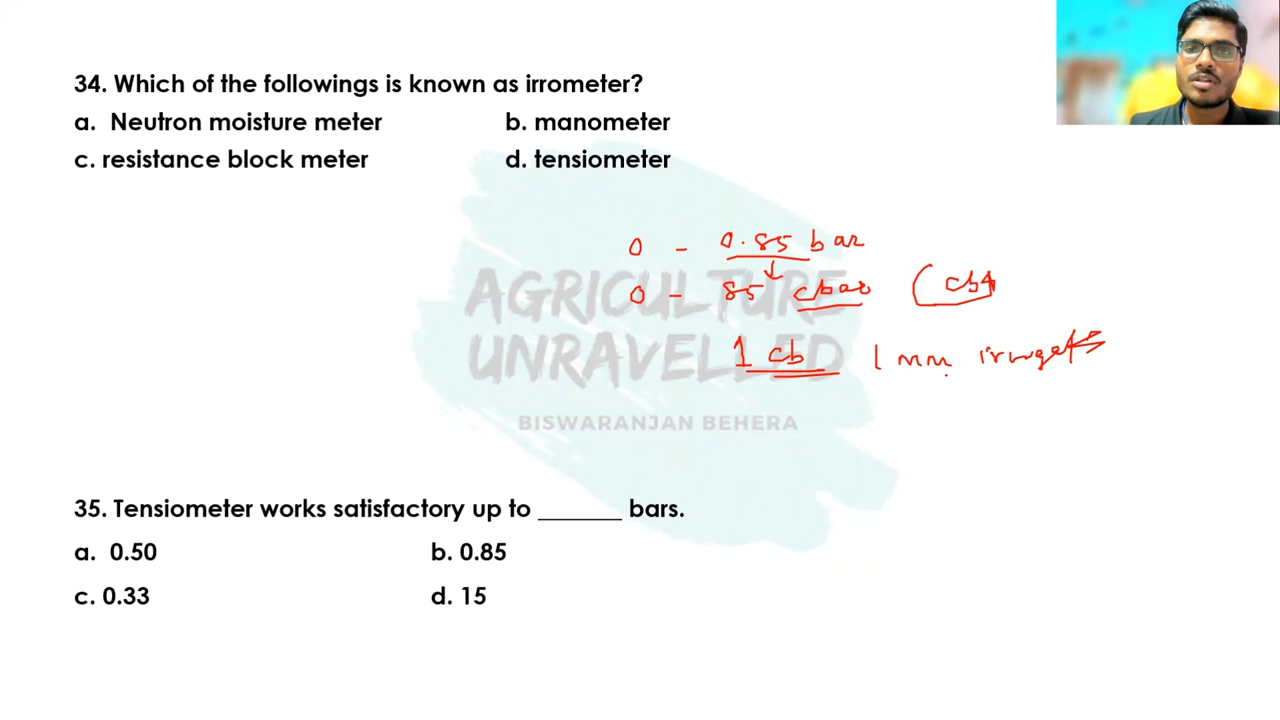 34. Which of the followings is known as irrometer?
a. Neutron moisture meter b. manometer
c. resistance block meter d. tensiometer
0 - 0.85 bar
0 - 85 cbar (cb
1 cb 1 mm
AGRICULTURE
UNRAVELLED
BISWARANJAN BEHERA
35. Tensiometer works satisfactory up to _______ bars.
a. 0.50 b. 0.85
c. 0.33 d. 15